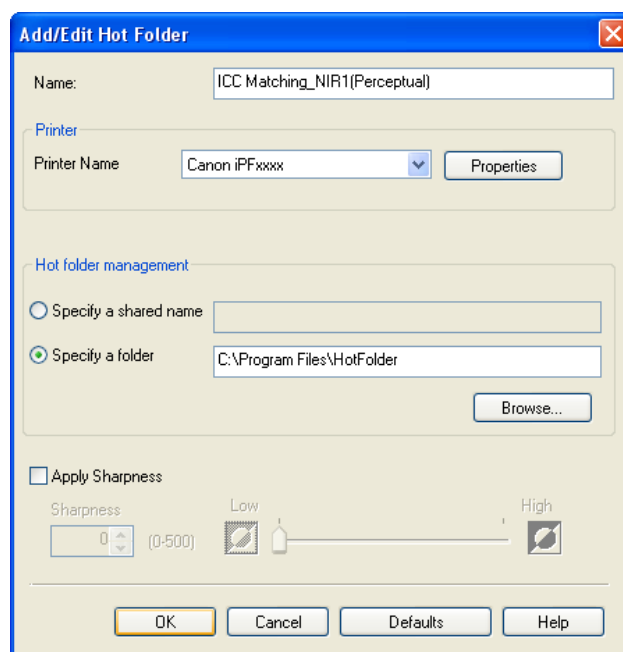 Add/Edit Hot Folder
Name: ICC Matching_NIR1(Perceptual)
Printer
Printer Name Canon iPFxxxx Properties
Hot folder management
Specify a shared name
Specify a folder C:\Program Files\HotFolder
Browse...
Apply Sharpness
Sharpness Low High
0 (0-500)
OK Cancel Defaults Help